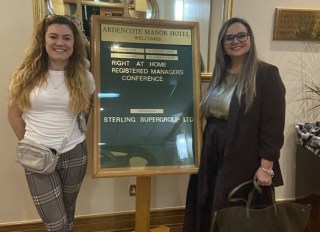 ARDENCOTE MANOR HOTEL
WELCOMES
RIGHT AT HOME
REGISTERED MANAGERS
CONFERENCE.
STERLING SUPERGROUP LTD